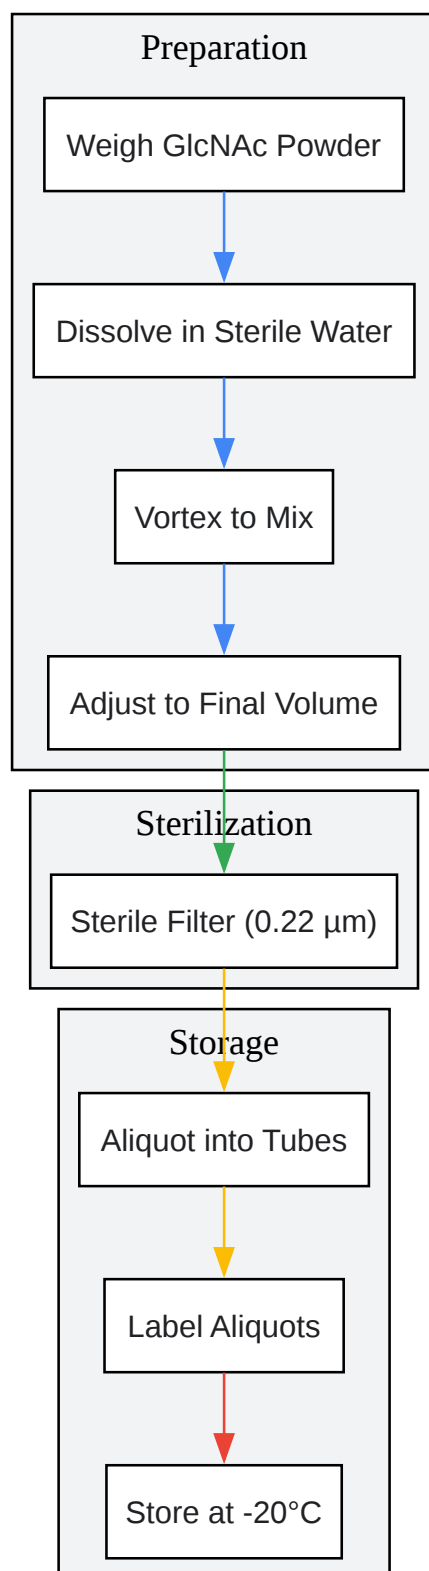 Preparation
Weigh GlcNAc Powder
Dissolve in Sterile Water
Vortex to Mix
Adjust to Final Volume
Sterilization
Sterile Filter (0.22 µm)
Storage
Aliquot into Tubes
Label Aliquots
Store at -20°C